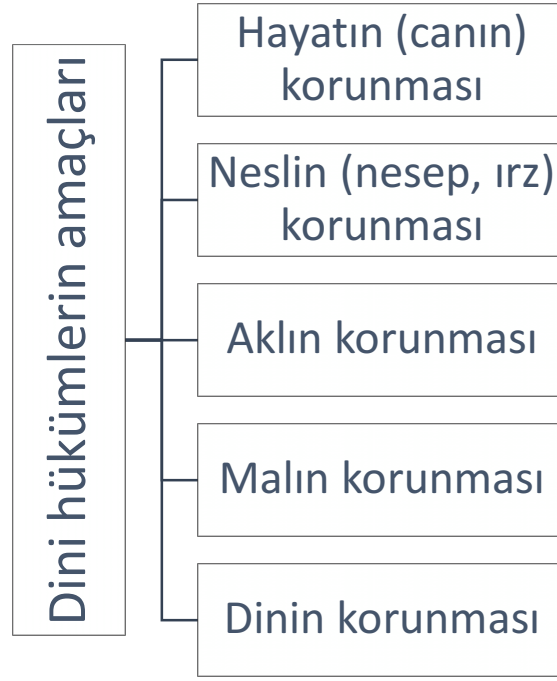 Dini hükümlerin amaçları
Hayatın (canın)
korunması
Neslin (nesep, ırz)
korunması
Aklın korunması
Malın korunması
Dinin korunması